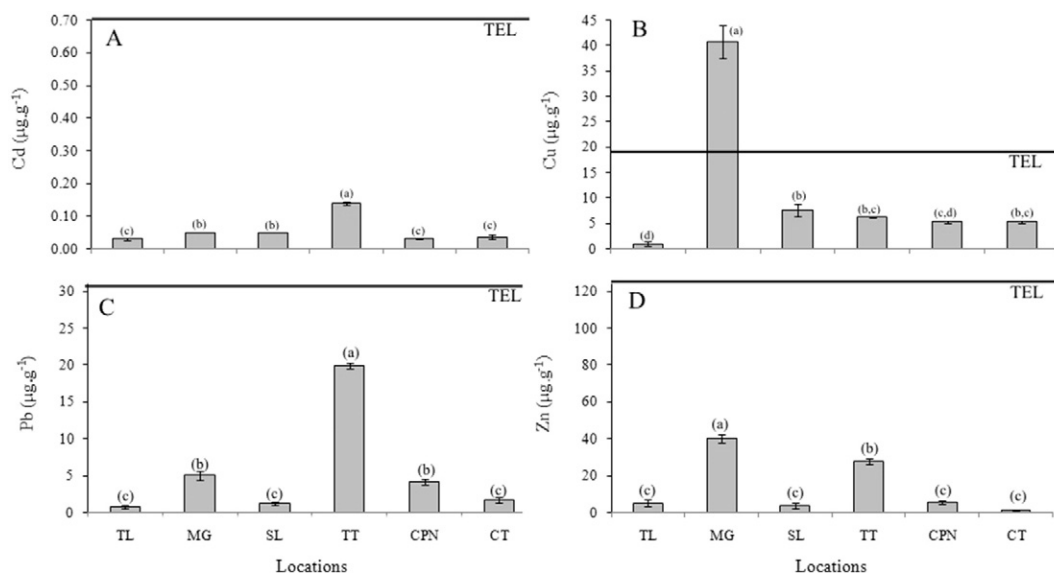 A
TEL
Cd (µg.g-1)
0.70
0.60
0.50
0.40
0.30
0.20
0.10
0.00
(c)
(b)
(b)
(a)
(c)
(c)
B
TEL
Cu (µg.g-1)
45
40
35
30
25
20
15
10
5
0
(d)
(a)
(b)
(b,c)
(c,d)
(b,c)
C
TEL
Pb (µg.g-1)
30
25
20
15
10
5
0
(c)
(b)
(c)
(a)
(b)
(c)
TL MG SL TT CPN CT
Locations
D
TEL
Zn (µg.g-1)
120
100
80
60
40
20
0
(c)
(a)
(c)
(b)
(c)
(c)
TL MG SL TT CPN CT
Locations